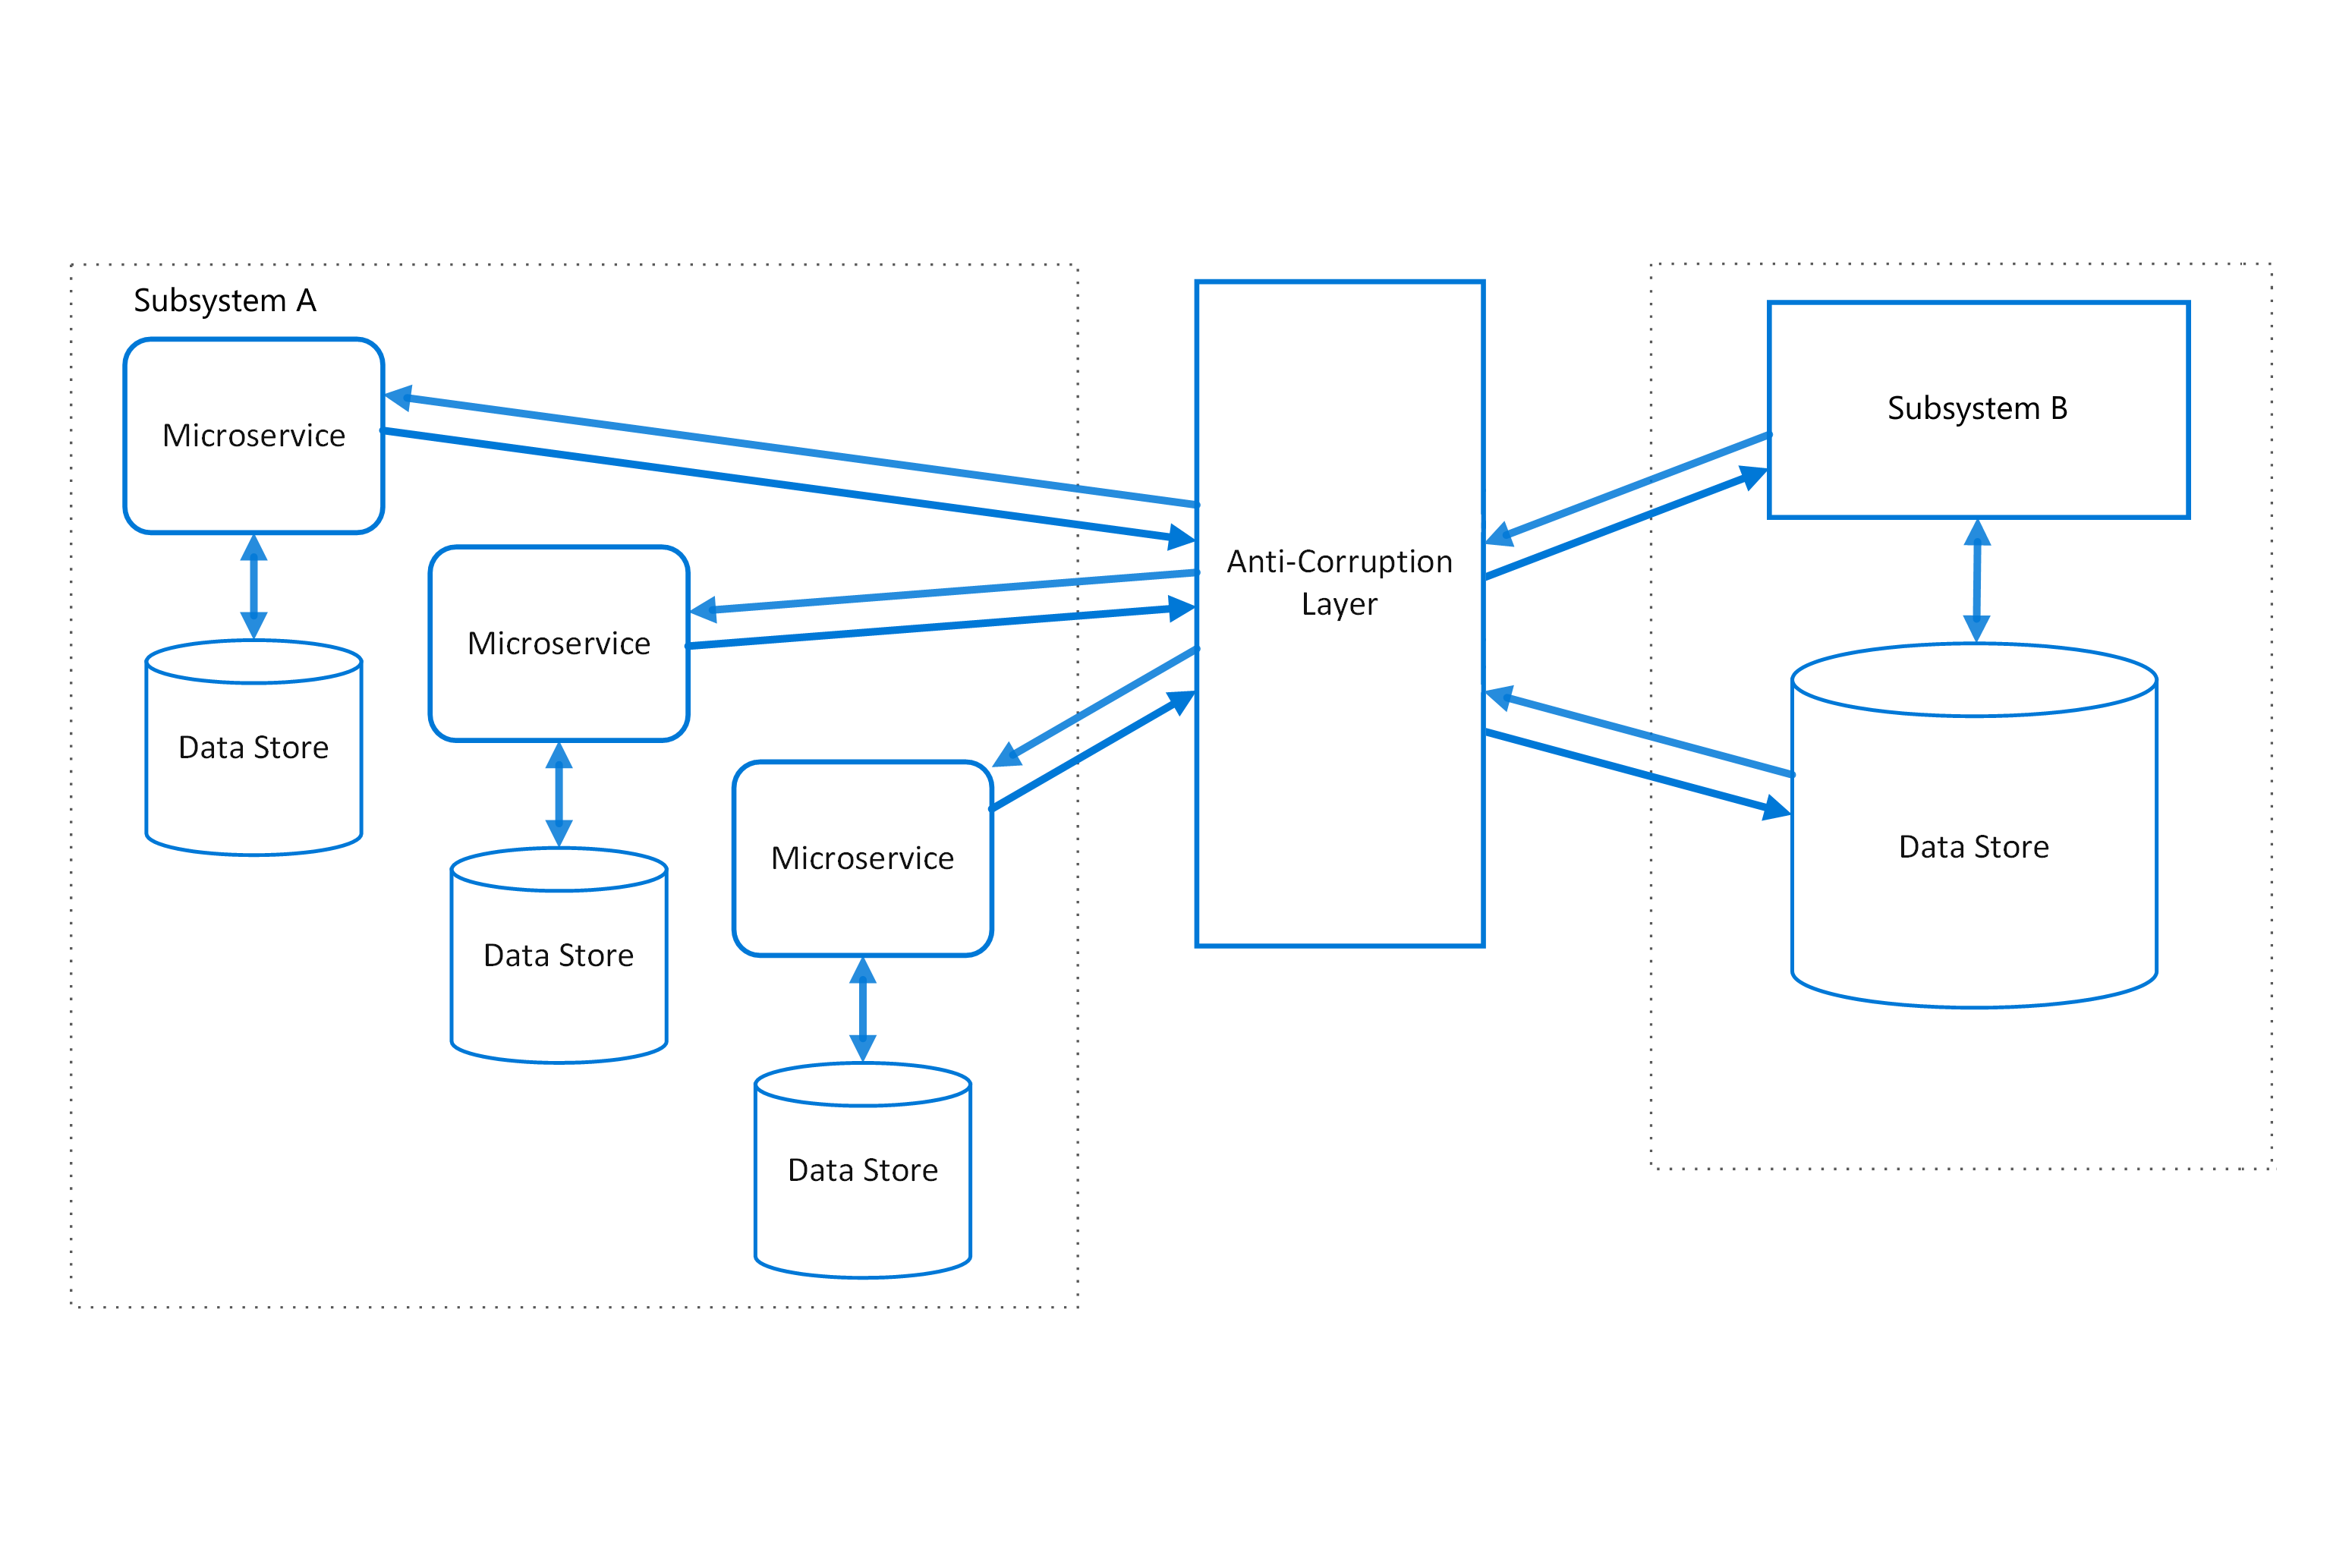 Subsystem A
Microservice
Data Store
Microservice
Data Store
Microservice
Data Store
Anti-Corruption
Layer
Subsystem B
Data Store